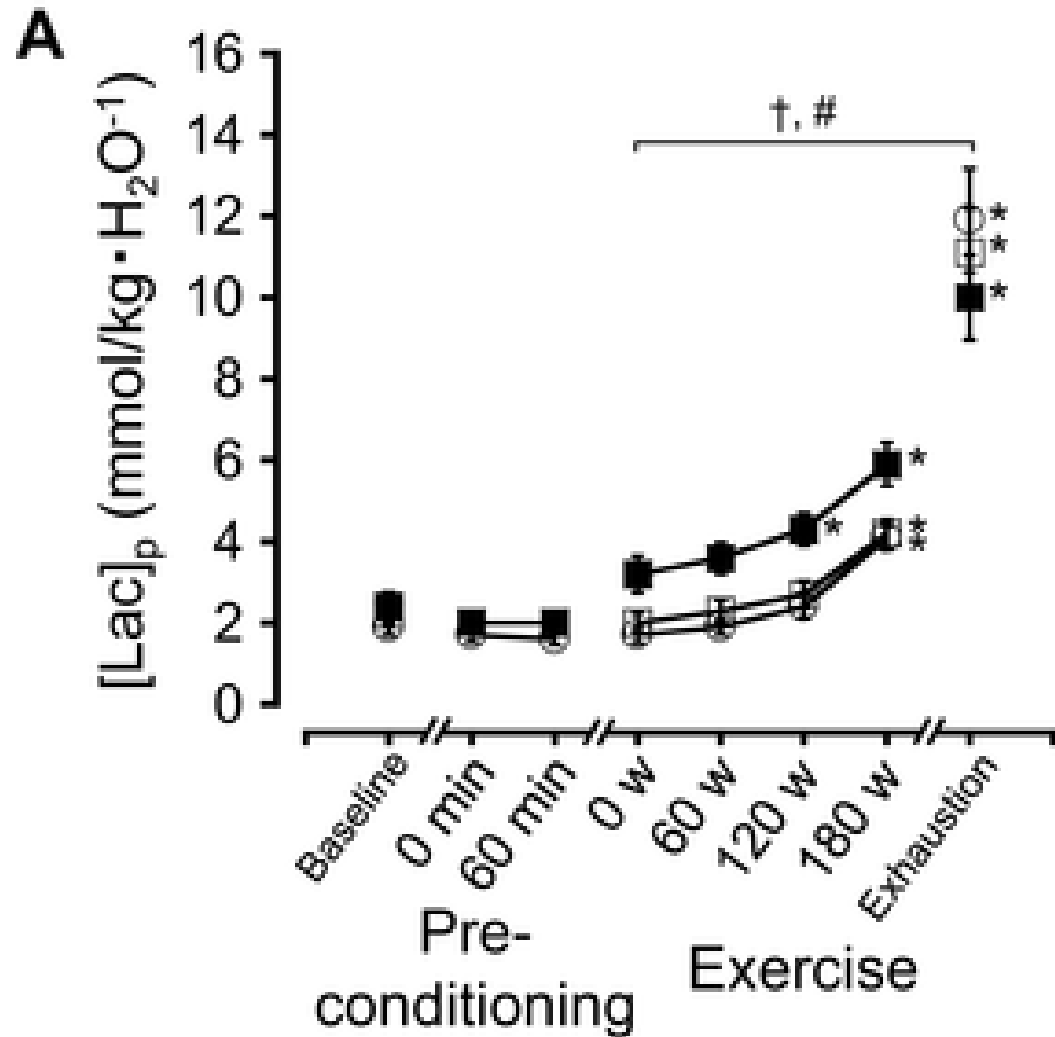 A
[Lac]p (mmol/kg·H2O-1)
16
14
12
10
8
6
4
2
0
†, #
*
*
*
*
*
*
*
Baseline
0 min
60 min
0 w
60 w
120 w
180 w
Exhaustion
Pre-
conditioning
Exercise